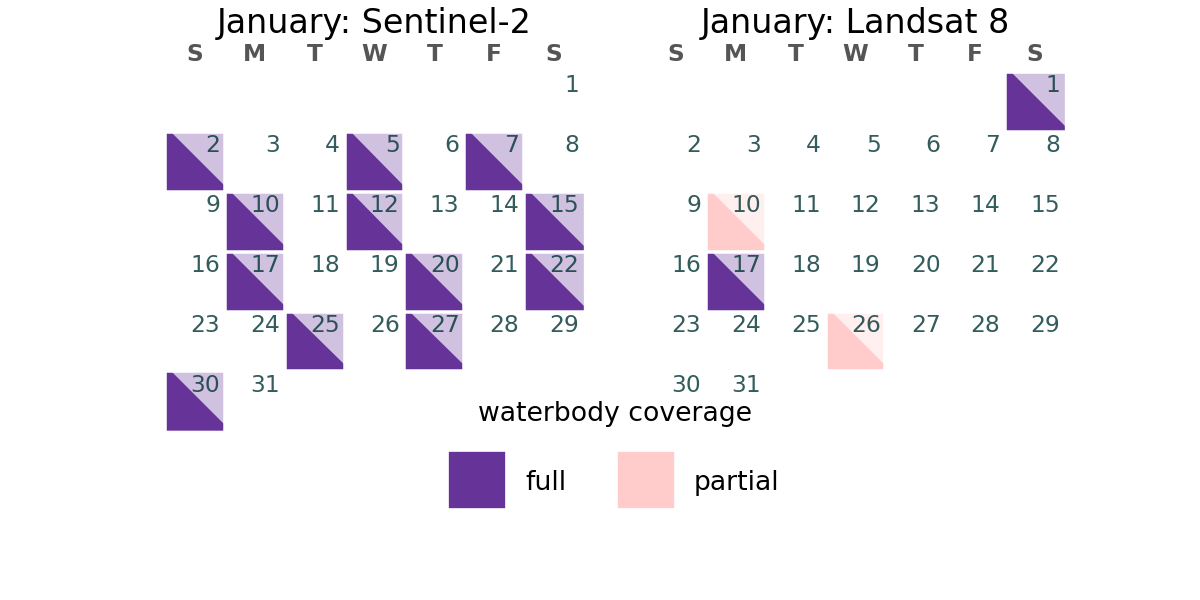 January: Sentinel-2
S M T W T F S
1
2 3 4 5 6 7 8
9 10 11 12 13 14 15
16 17 18 19 20 21 22
23 24 25 26 27 28 29
30 31
January: Landsat 8
S M T W T F S
1
2 3 4 5 6 7 8
9 10 11 12 13 14 15
16 17 18 19 20 21 22
23 24 25 26 27 28 29
30 31
waterbody coverage
full partial